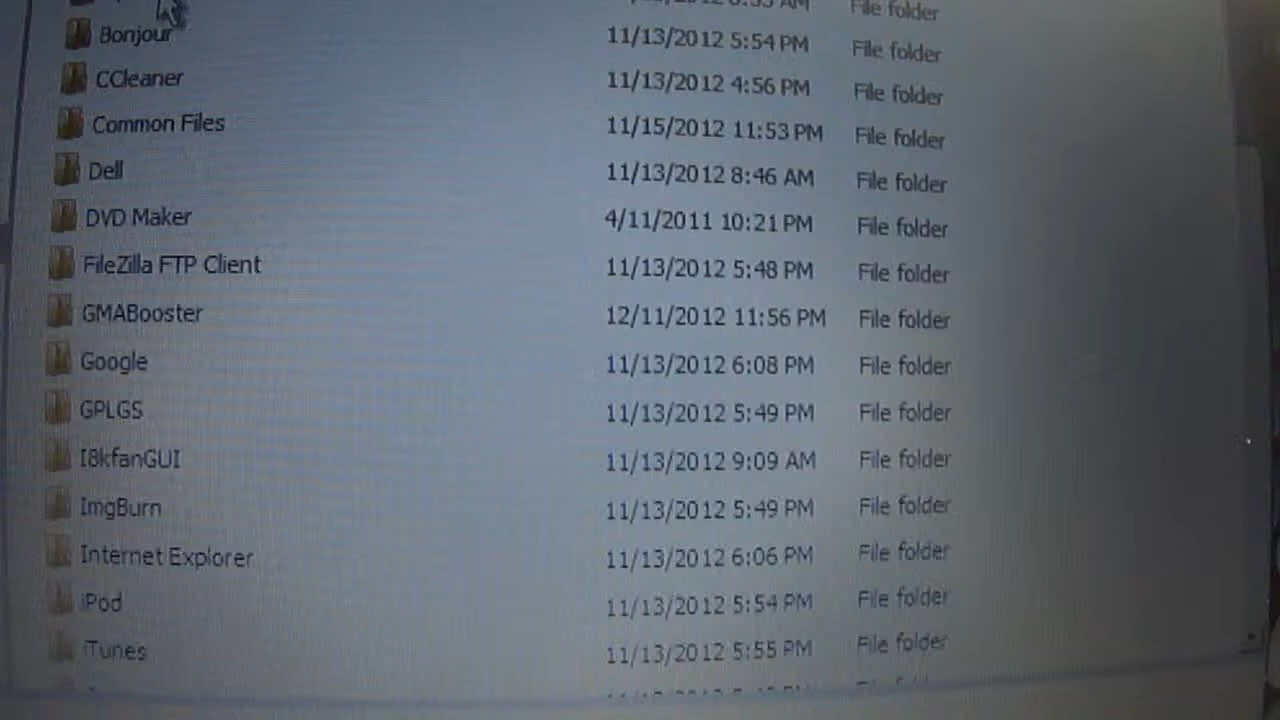 AM File folder
Bonjour 11/13/2012 5:54 PM File folder
CCleaner 11/13/2012 4:56 PM File folder
Common Files 11/15/2012 11:53 PM File folder
Dell 11/13/2012 8:46 AM File folder
DVD Maker 4/11/2011 10:21 PM File folder
FileZilla FTP Client 11/13/2012 5:48 PM File folder
GMABooster 12/11/2012 11:56 PM File folder
Google 11/13/2012 6:08 PM File folder
GPLGS 11/13/2012 5:49 PM File folder
I8kfanGUI 11/13/2012 9:09 AM File folder
ImgBurn 11/13/2012 5:49 PM File folder
Internet Explorer 11/13/2012 6:06 PM File folder
iPod 11/13/2012 5:54 PM File folder
iTunes 11/13/2012 5:55 PM File folder
File folder